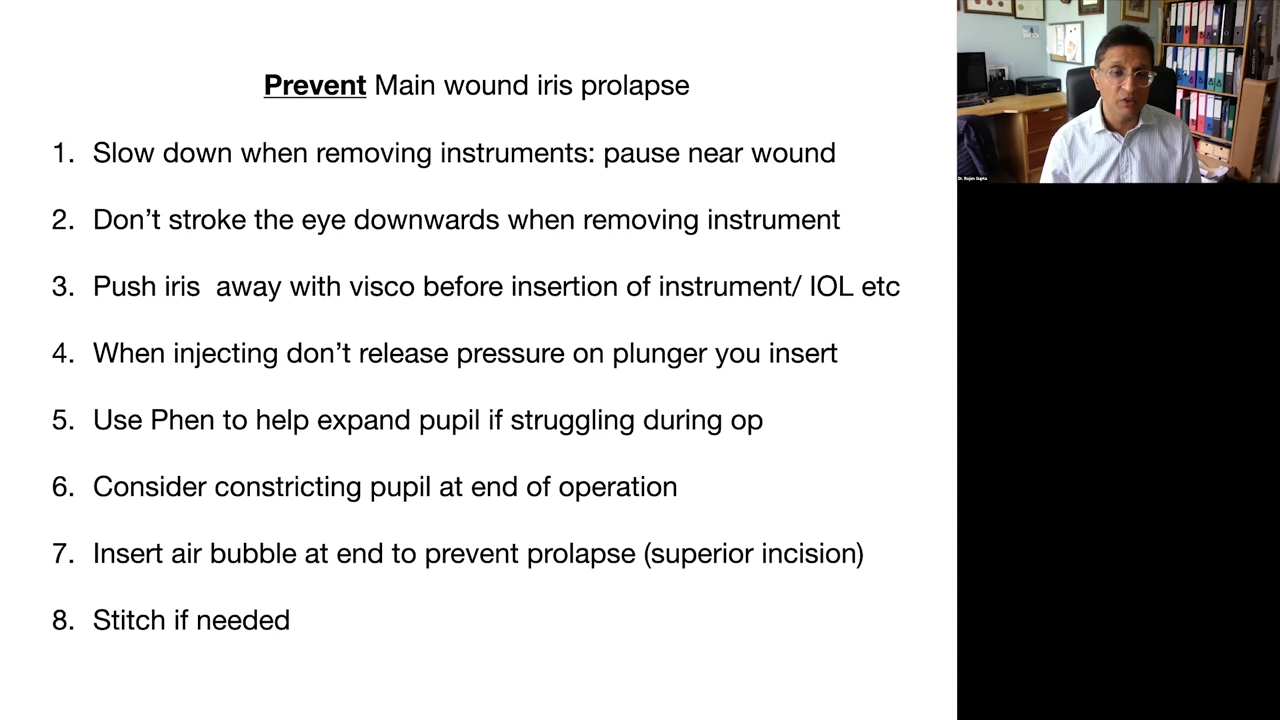 Prevent Main wound iris prolapse
1. Slow down when removing instruments: pause near wound
2. Don’t stroke the eye downwards when removing instrument
3. Push iris  away with visco before insertion of instrument/ IOL etc
4. When injecting don’t release pressure on plunger you insert
5. Use Phen to help expand pupil if struggling during op
6. Consider constricting pupil at end of operation
7. Insert air bubble at end to prevent prolapse (superior incision)
8. Stitch if needed
Dr. Rajen Gupta